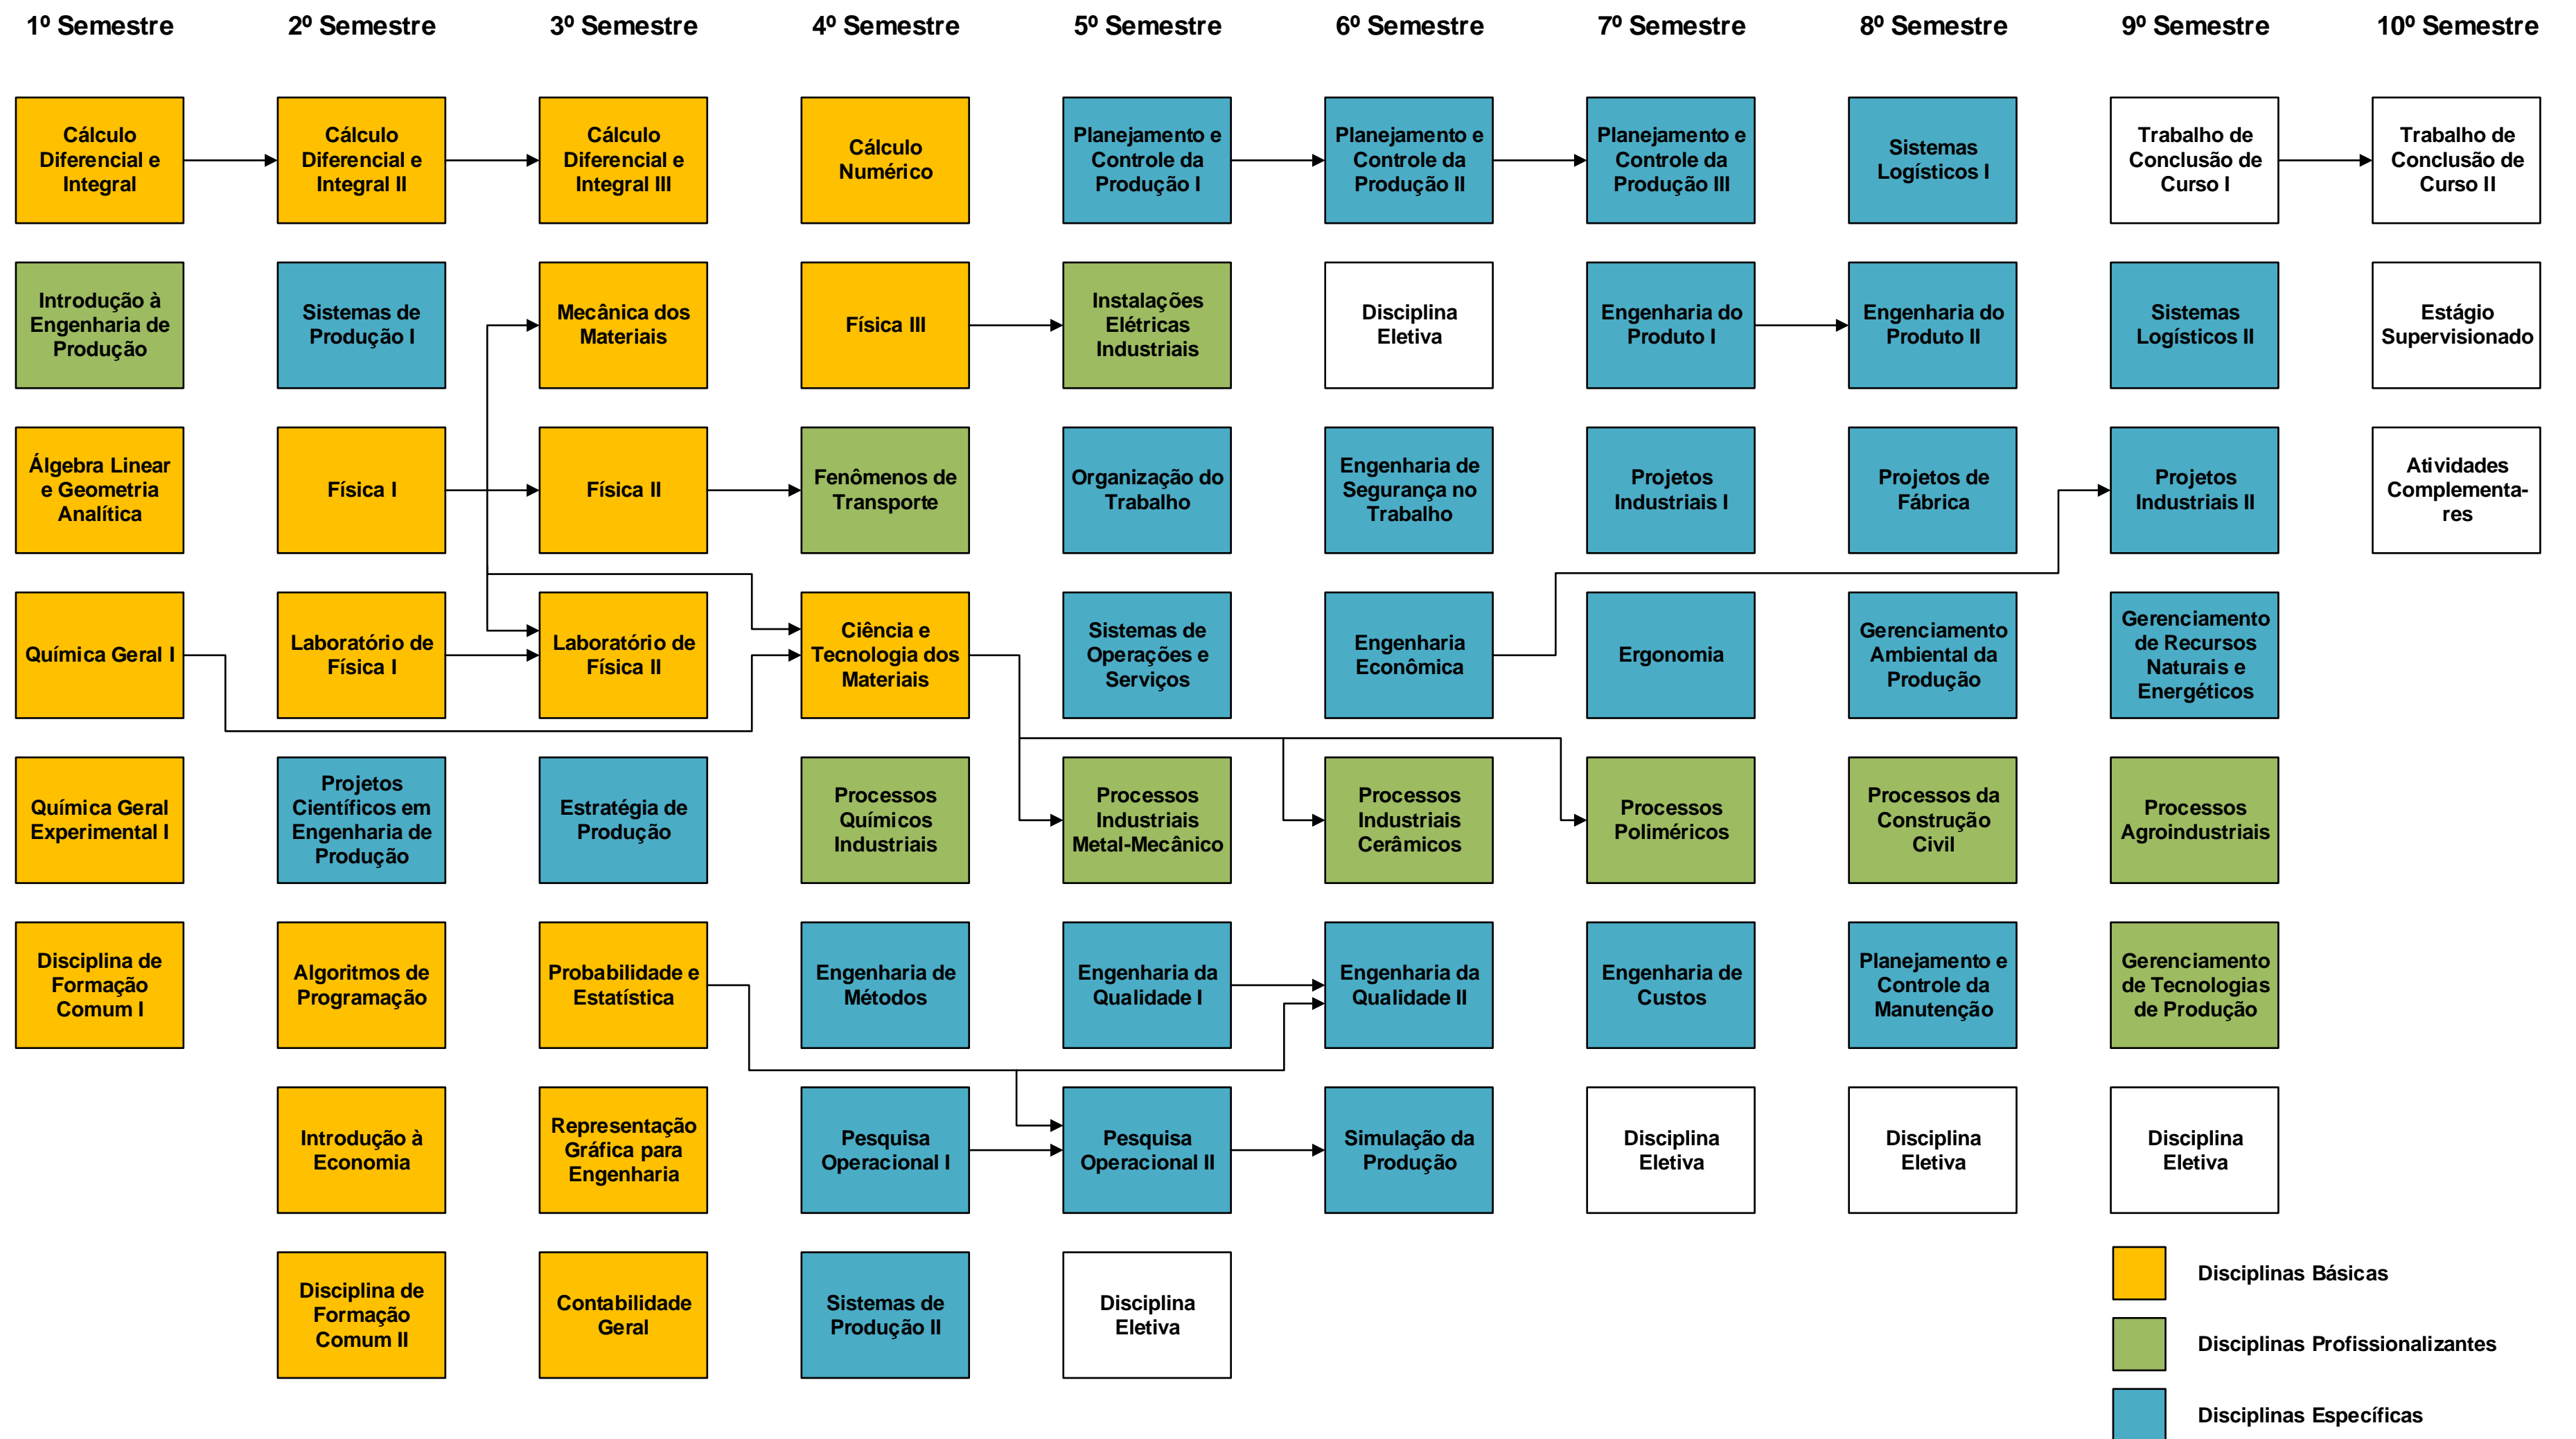 1º Semestre
2º Semestre
3º Semestre
4º Semestre
5º Semestre
6º Semestre
7º Semestre
8º Semestre
9º Semestre
10º Semestre
Cálculo
Diferencial e
Integral
Cálculo
Diferencial e
Integral II
Cálculo
Diferencial e
Integral III
Cálculo
Numérico
Planejamento e
Controle da
Produção I
Planejamento e
Controle da
Produção II
Planejamento e
Controle da
Produção III
Sistemas
Logísticos I
Trabalho de
Conclusão de
Curso I
Trabalho de
Conclusão de
Curso II
Introdução à
Engenharia de
Produção
Sistemas de
Produção I
Mecânica dos
Materiais
Física III
Instalações
Elétricas
Industriais
Disciplina
Eletiva
Engenharia do
Produto I
Engenharia do
Produto II
Sistemas
Logísticos II
Estágio
Supervisionado
Álgebra Linear
e Geometria
Analítica
Física I
Física II
Fenômenos de
Transporte
Organização do
Trabalho
Engenharia de
Segurança no
Trabalho
Projetos
Industriais I
Projetos de
Fábrica
Projetos
Industriais II
Atividades
Complementa-
res
Química Geral I
Laboratório de
Física I
Laboratório de
Física II
Ciência e
Tecnologia dos
Materiais
Sistemas de
Operações e
Serviços
Engenharia
Econômica
Ergonomia
Gerenciamento
Ambiental da
Produção
Gerenciamento
de Recursos
Naturais e
Energéticos
Química Geral
Experimental I
Projetos
Científicos em
Engenharia de
Produção
Estratégia de
Produção
Processos
Químicos
Industriais
Processos
Industriais
Metal-Mecânico
Processos
Industriais
Cerâmicos
Processos
Poliméricos
Processos da
Construção
Civil
Processos
Agroindustriais
Disciplina de
Formação
Comum I
Algoritmos de
Programação
Probabilidade e
Estatística
Engenharia de
Métodos
Engenharia da
Qualidade I
Engenharia da
Qualidade II
Engenharia de
Custos
Planejamento e
Controle da
Manutenção
Gerenciamento
de Tecnologias
de Produção
Introdução à
Economia
Representação
Gráfica para
Engenharia
Pesquisa
Operacional I
Pesquisa
Operacional II
Simulação da
Produção
Disciplina
Eletiva
Disciplina
Eletiva
Disciplina
Eletiva
Disciplina de
Formação
Comum II
Contabilidade
Geral
Sistemas de
Produção II
Disciplina
Eletiva
Disciplinas Básicas
Disciplinas Profissionalizantes
Disciplinas Específicas